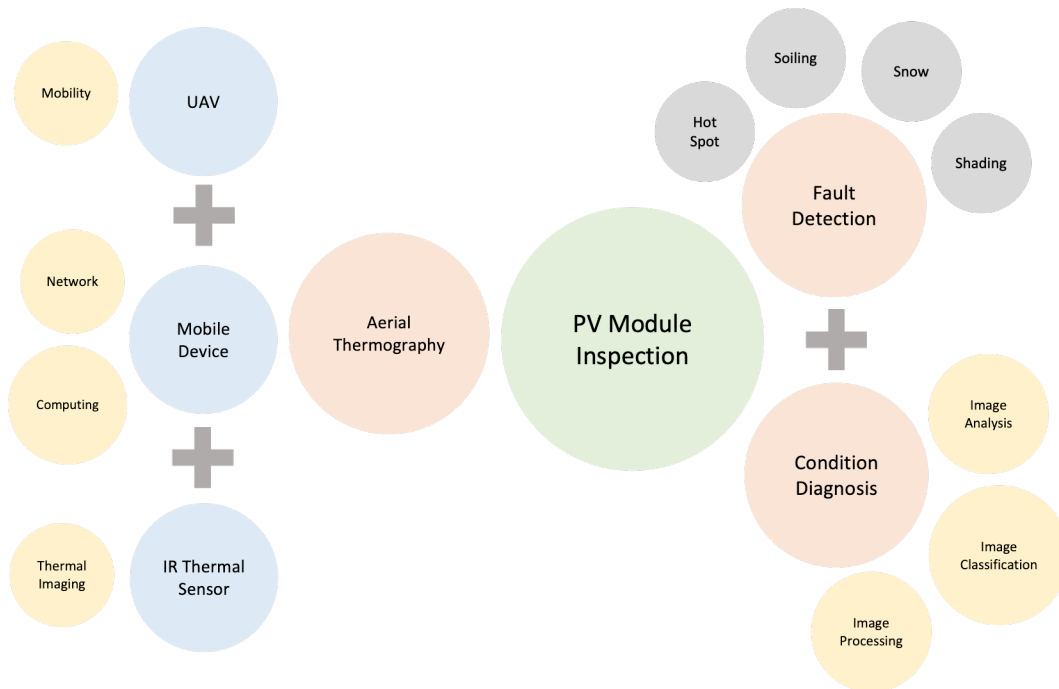 Mobility
UAV
Network
Computing
Mobile
Device
Thermal
Imaging
IR Thermal
Sensor
Aerial
Thermography
PV Module
Inspection
Hot
Spot
Soiling
Snow
Shading
Fault
Detection
Condition
Diagnosis
Image
Analysis
Image
Classification
Image
Processing